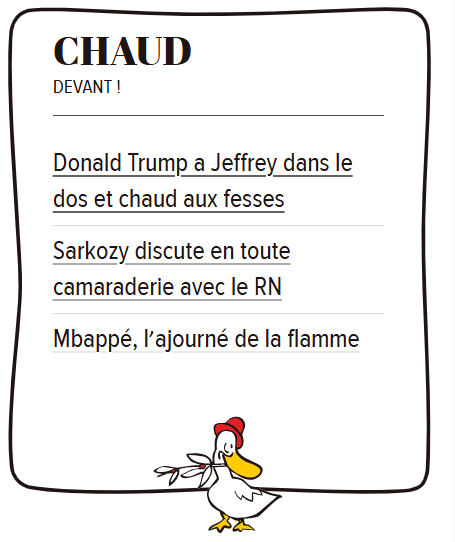 CHAUD
DEVANT !
Donald Trump a Jeffrey dans le
dos et chaud aux fesses
Sarkozy discute en toute
camaraderie avec le RN
Mbappé, l’ajourné de la flamme